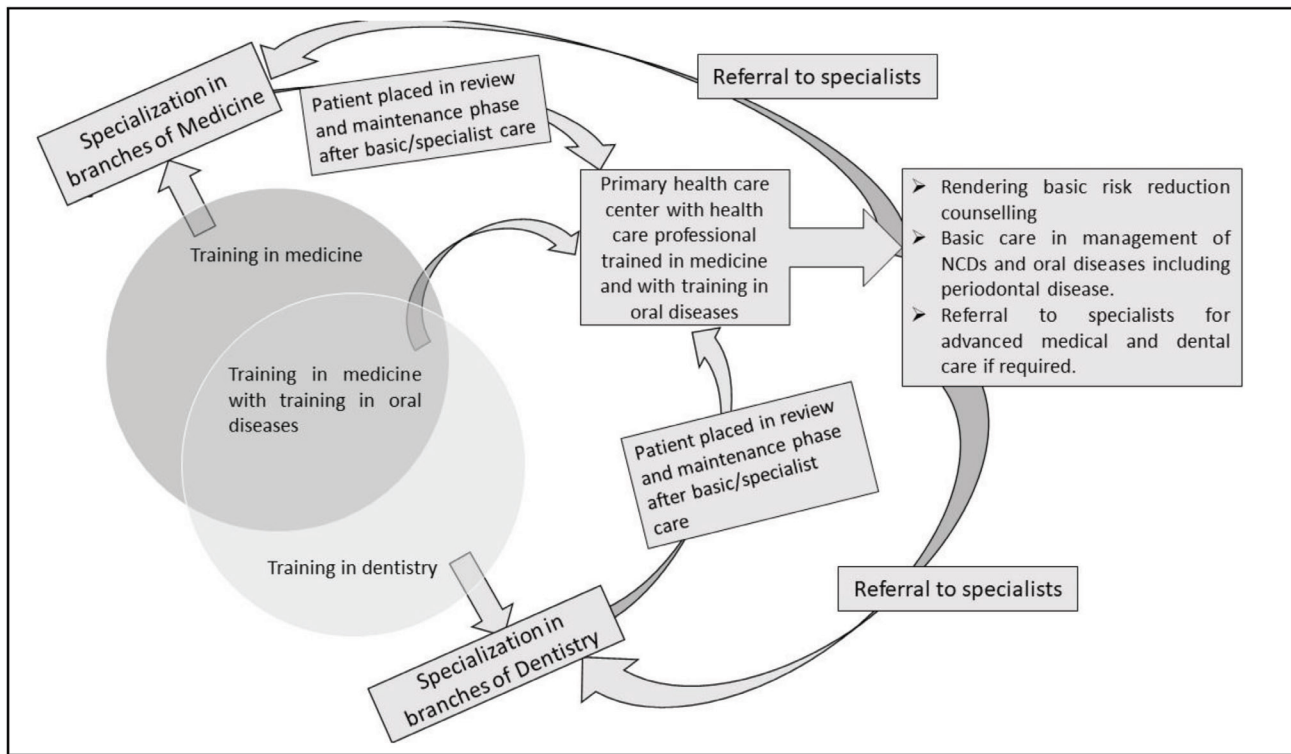 Specialization in
branches of Medicine
Patient placed in review
and maintenance phase
after basic/specialist care
Referral to specialists
Training in medicine
Primary health care
center with health
care professional
trained in medicine
and with training in
oral diseases
➢ Rendering basic risk reduction
counselling
➢ Basic care in management of
NCDs and oral diseases including
periodontal disease.
➢ Referral to specialists for
advanced medical and dental
care if required.
Training in medicine
with training in oral
diseases
Patient placed in review
and maintenance phase
after basic/specialist
care
Training in dentistry
Referral to specialists
Specialization in
branches of Dentistry